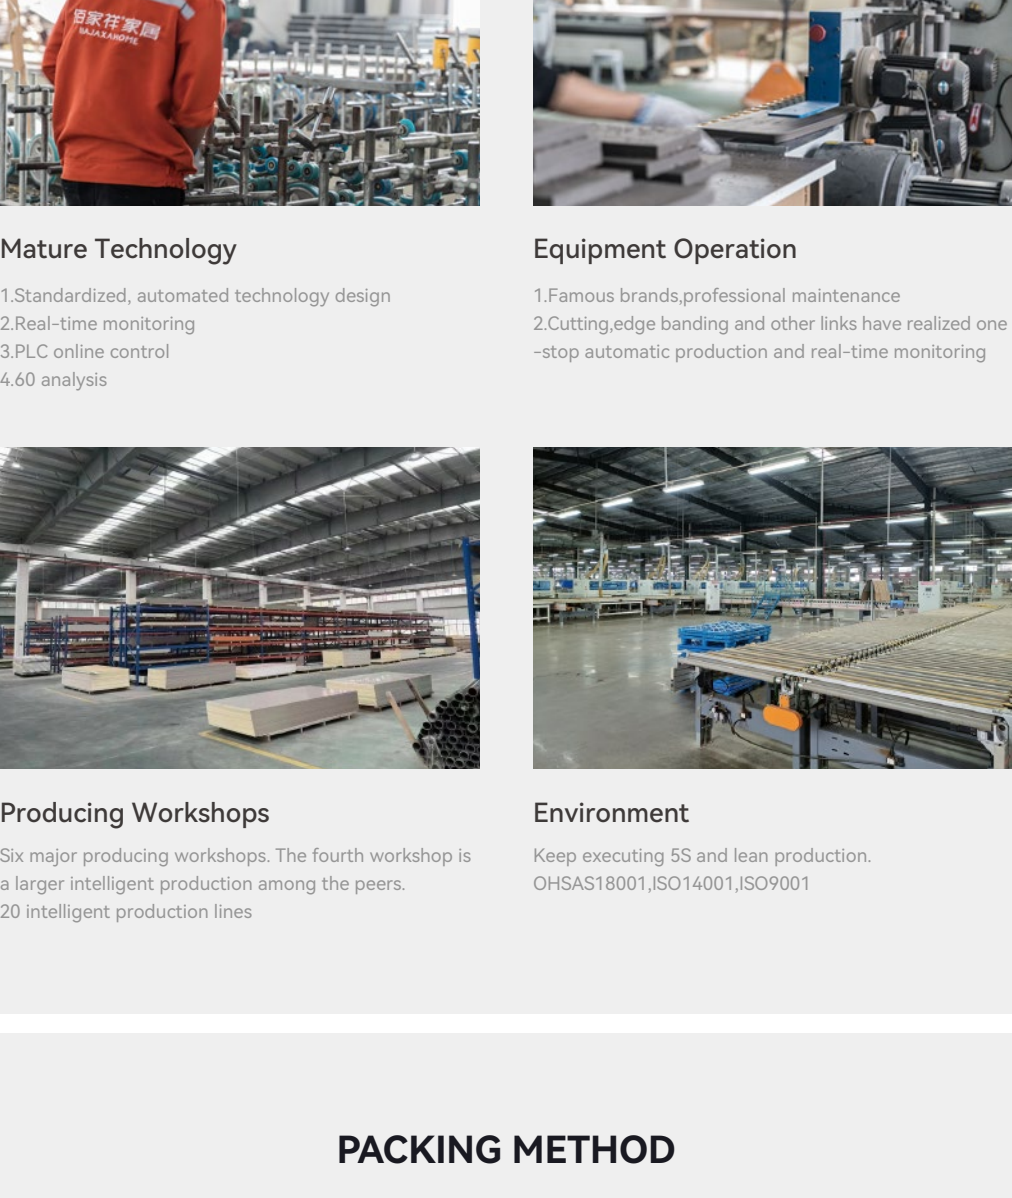 佰家祥家居
BAJAXAHOME
Mature Technology
1.Standardized, automated technology design
2.Real-time monitoring
3.PLC online control
4.60 analysis
Equipment Operation
1.Famous brands,professional maintenance
2.Cutting,edge banding and other links have realized one
-stop automatic production and real-time monitoring
Producing Workshops
Six major producing workshops. The fourth workshop is
a larger intelligent production among the peers.
20 intelligent production lines
Environment
Keep executing 5S and lean production.
OHSAS18001,ISO14001,ISO9001
PACKING METHOD